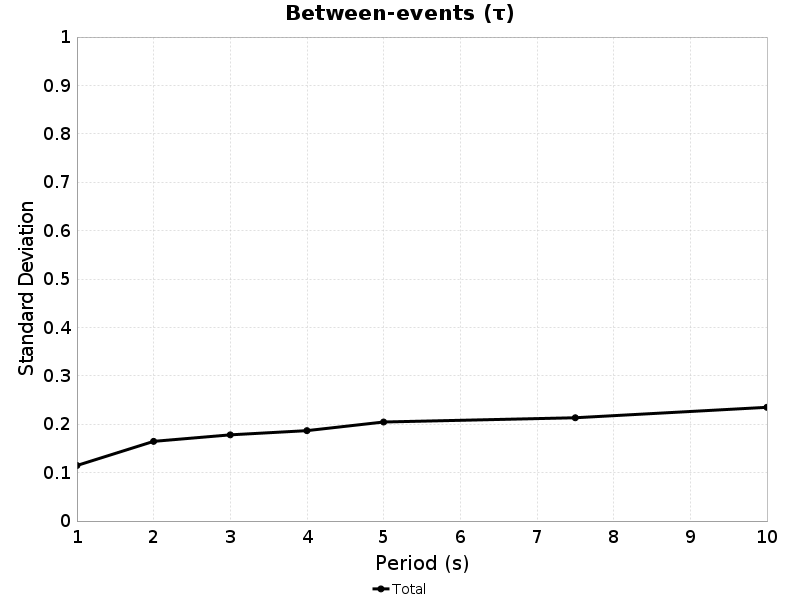 Between-events (τ)
1
0.9
0.8
0.7
0.6
0.5
0.4
0.3
0.2
0.1
0
Standard Deviation
1 2 3 4 5 6 7 8 9 10
Period (s)
Total